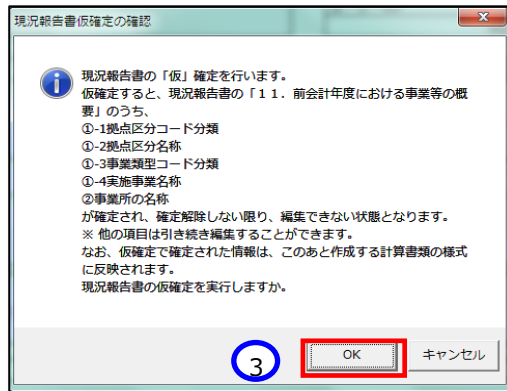 現況報告書仮確定の確認
x
i
現況報告書の「仮」確定を行います。
仮確定すると、現況報告書の「１１．前会計年度における事業等の概
要」のうち、
①-1拠点区分コード分類
①-2拠点区分名称
①-3事業類型コード分類
①-4実施事業名称
②事業所の名称
が確定され、確定解除しない限り、編集できない状態となります。
※ 他の項目は引き続き編集することができます。
なお、仮確定で確定された情報は、このあと作成する計算書類の様式
に反映されます。
現況報告書の仮確定を実行しますか。
3
OK
キャンセル